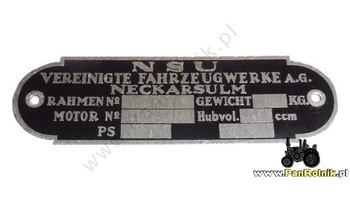 NSU
VEREINIGTE FAHRZEUGWERKE A.G.
NECKARSULM
RAHMEN Nº GEWICHT KG.
MOTOR Nº Hubvol. ccm
PS
www.PanRolnik.pl